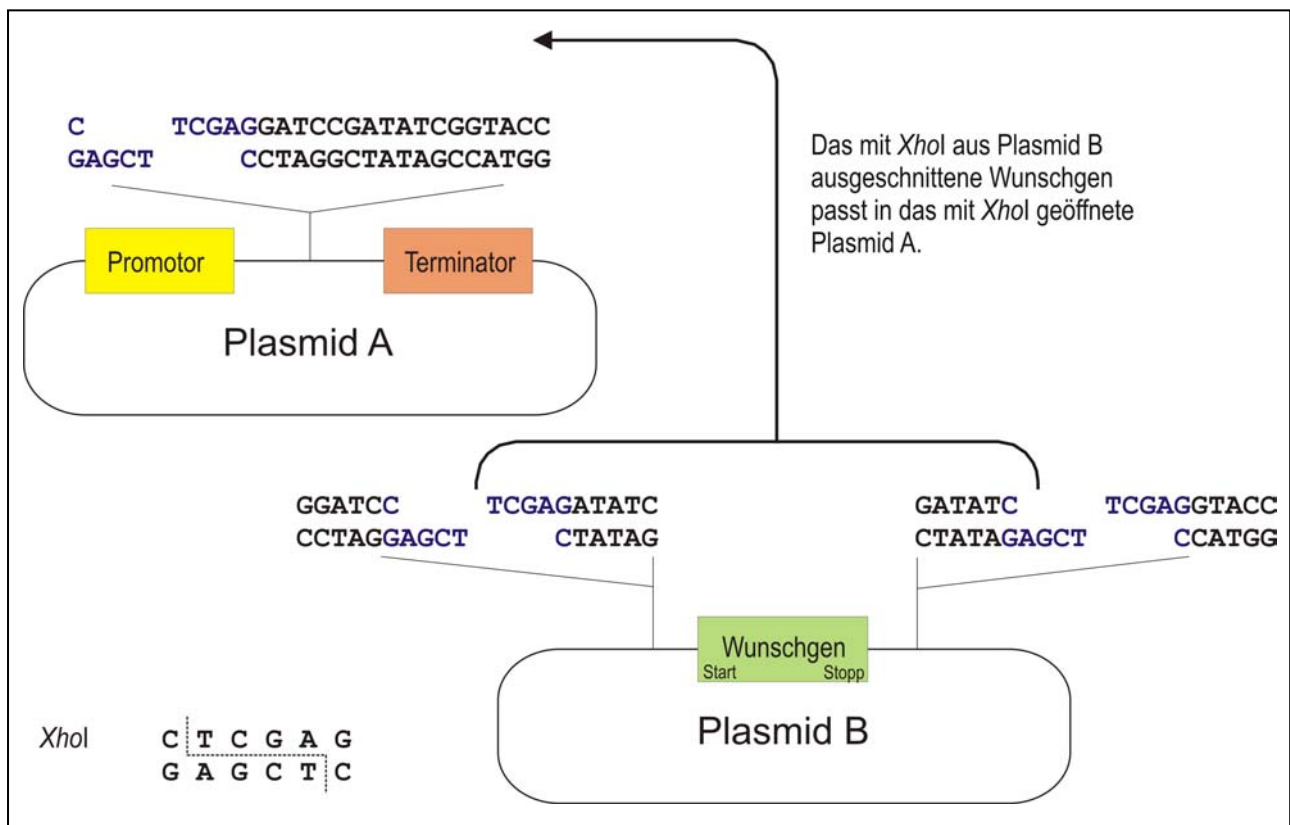 C TCGAGGATCCGATATCGGTACC
GAGCT CCTAGGCTATAGCCATGG
Promotor
Terminator
Plasmid A
Das mit XhoI aus Plasmid B
ausgeschnittene Wunschgen
passt in das mit XhoI geöffnete
Plasmid A.
GGATCC TCGAGATATC
CCTAGGAGCT CTATAG
GATATC TCGAGGTACC
CTATAGAGCT CCATGG
Wunschgen
Start Stopp
Plasmid B
XhoI C T C G A G
G A G C T C